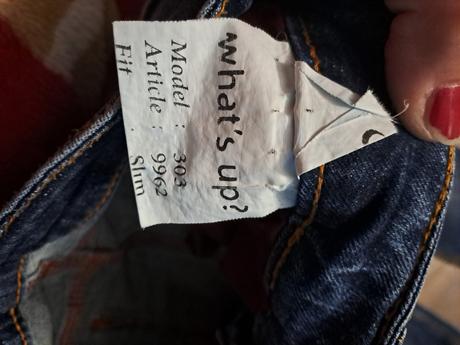 what's up?
Model : 303
Article : 9962
Fit : Slim